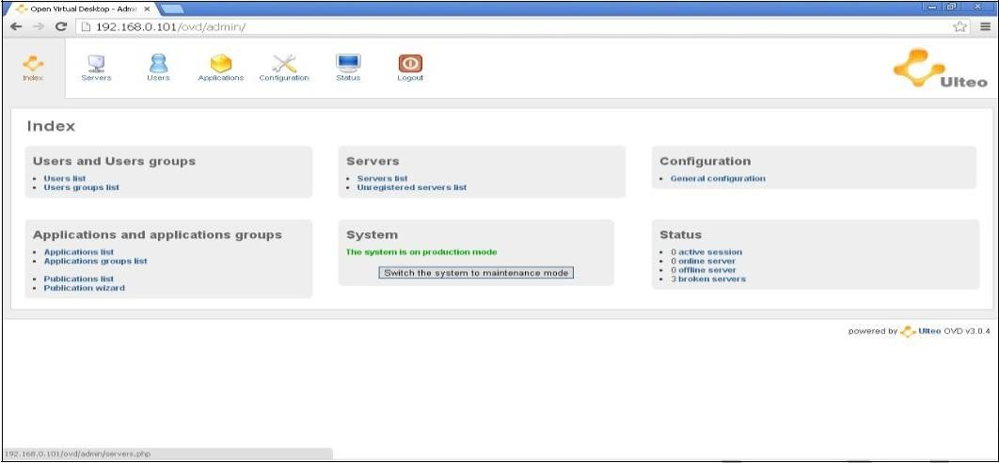 Open Virtual Desktop - Admir
192.168.0.101/ovd/admin/
Index
Servers
Users
Applications
Configuration
Status
Logout
Ulteo
Index
Users and Users groups
Users list
Users groups list
Servers
Servers list
Unregistered servers list
Configuration
General configuration
Applications and applications groups
Applications list
Applications groups list
Publications list
Publication wizard
System
The system is on production mode
Switch the system to maintenance mode
Status
0 active session
0 online server
0 offline server
3 broken servers
powered by Ulteo OVD v3.0.4
192.168.0.101/ovd/admin/servers.php